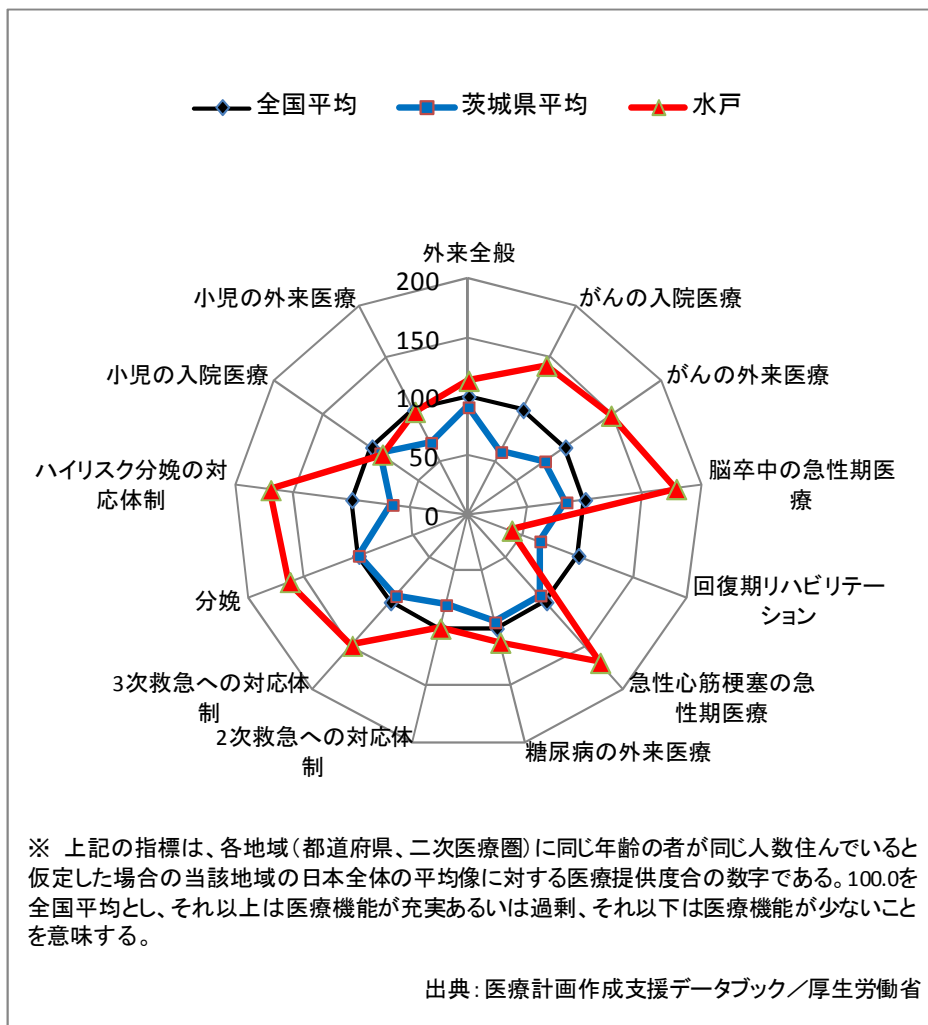 全国平均 茨城県平均 水戸
外来全般
がんの入院医療
がんの外来医療
脳卒中の急性期医
療
回復期リハビリテー
ション
急性心筋梗塞の急
性期医療
糖尿病の外来医療
2次救急への対応体
制
3次救急への対応体
制
分娩
ハイリスク分娩の対
応体制
小児の入院医療
小児の外来医療
200
150
100
50
0
※ 上記の指標は、各地域(都道府県、二次医療圏)に同じ年齢の者が同じ人数住んでいると
仮定した場合の当該地域の日本全体の平均像に対する医療提供度合の数字である。100.0を
全国平均とし、それ以上は医療機能が充実あるいは過剰、それ以下は医療機能が少ないこと
を意味する。
出典:医療計画作成支援データブック/厚生労働省